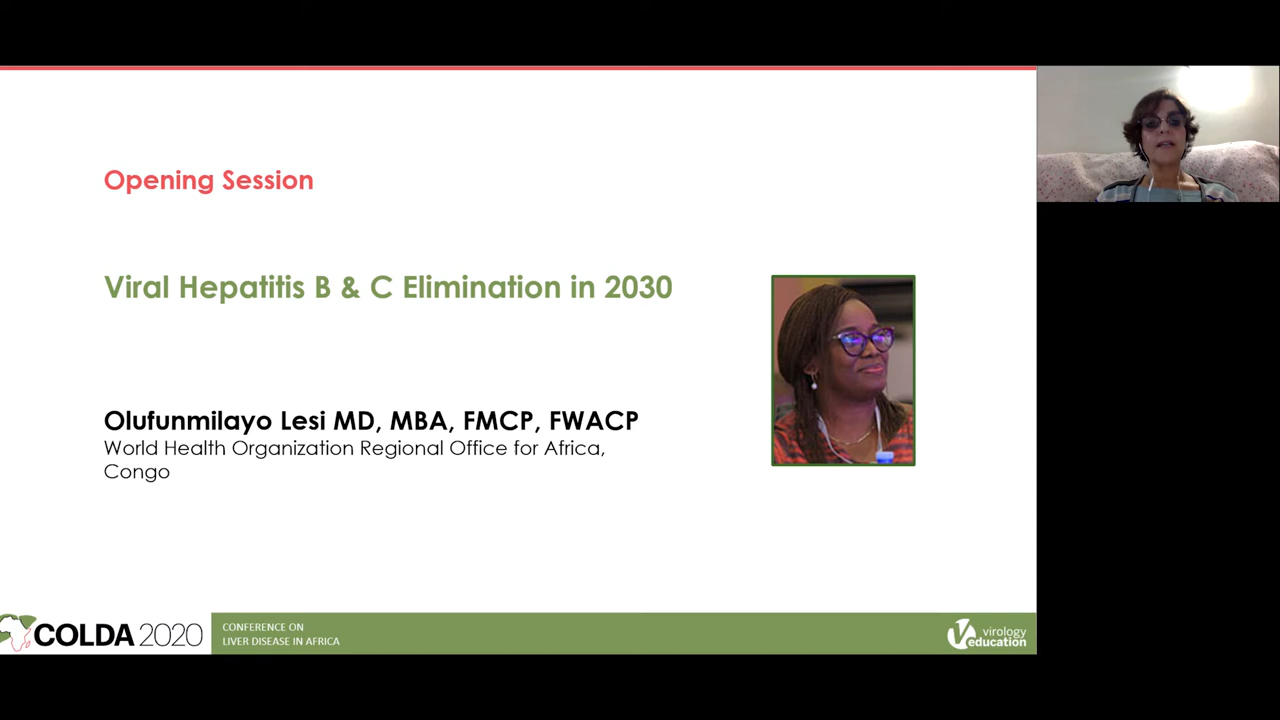 Opening Session
Viral Hepatitis B & C Elimination in 2030
Olufunmilayo Lesi MD, MBA, FMCP, FWACP
World Health Organization Regional Office for Africa,
Congo
COLDA 2020
CONFERENCE ON
LIVER DISEASE IN AFRICA
virology
education